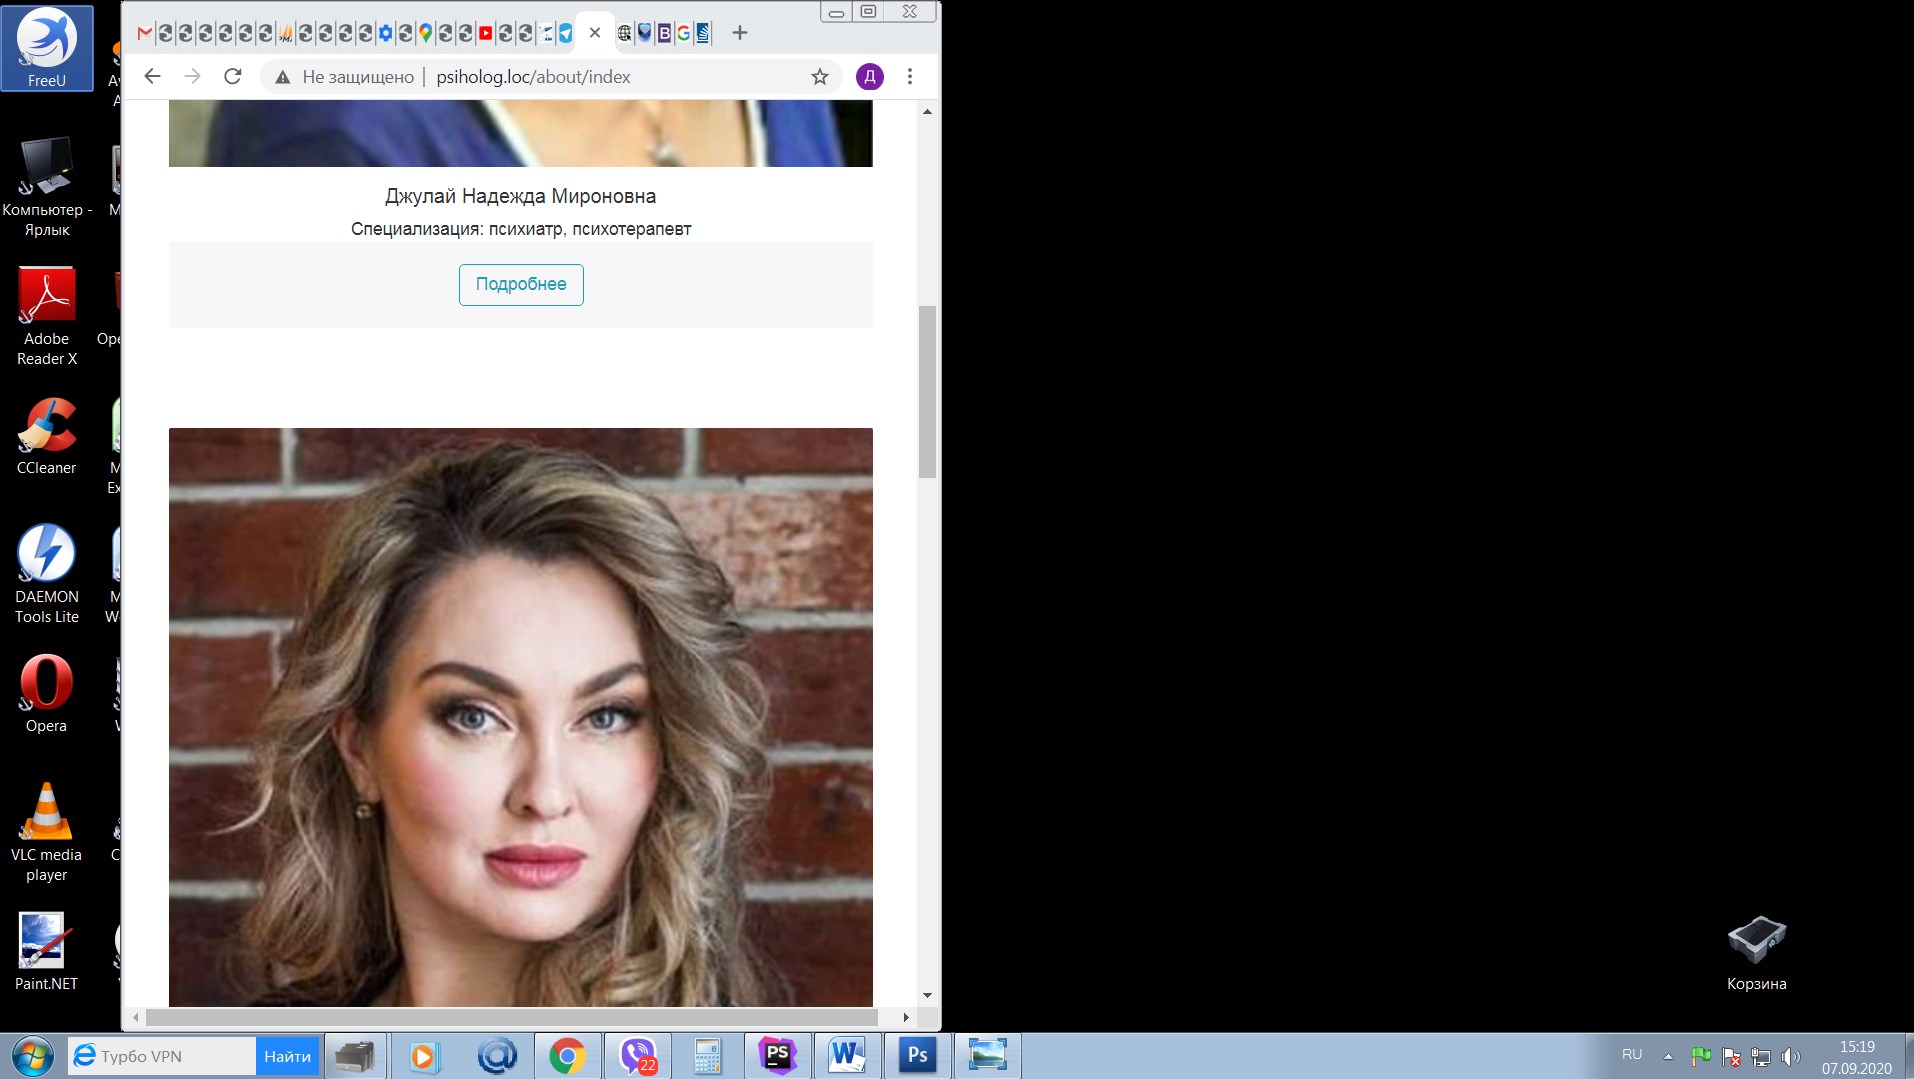 FreeU
Компьютер -
Ярлык
Adobe
Reader X
CCleaner
DAEMON
Tools Lite
Opera
VLC media
player
Paint.NET
Не защищено
psiholog.loc/about/index
Д
Джулай Надежда Мироновна
Специализация: психиатр, психотерапевт
Подробнее
Корзина
Турбо VPN
Найти
22
PS
W
Ps
RU
15:19
07.09.2020